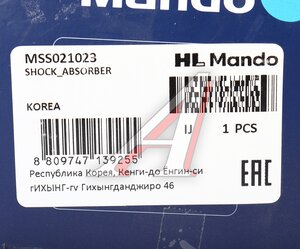 Mando
MSS021023
SHOCK_ABSORBER
HL Mando
KOREA
IJ 1 PCS
8 809747 139255
EAC
Республика Корея, Кенги-до Енгин-си
гИХЫНГ-гv Гихынгданджиро 46